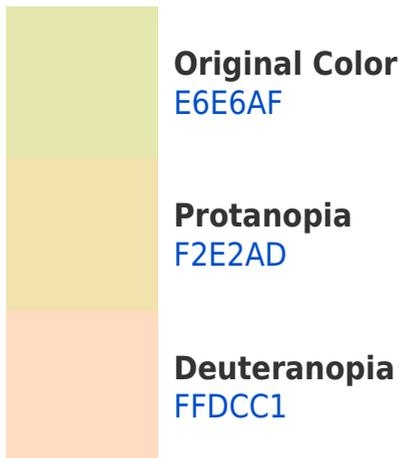 Original Color
E6E6AF
Protanopia
F2E2AD
Deuteranopia
FFDCC1